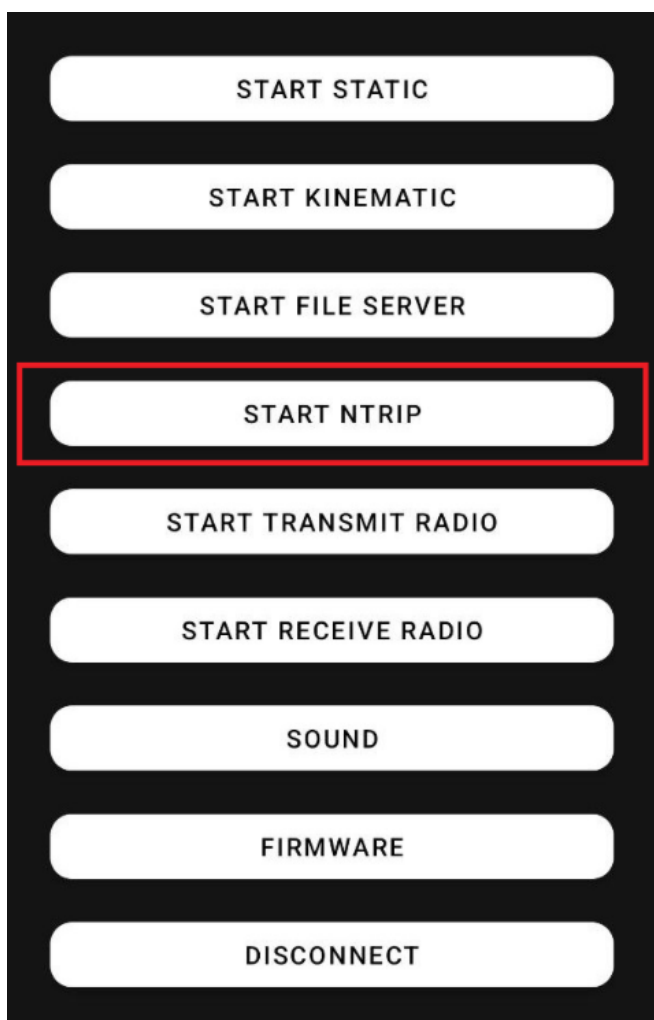 START STATIC
START KINEMATIC
START FILE SERVER
START NTRIP
START TRANSMIT RADIO
START RECEIVE RADIO
SOUND
FIRMWARE
DISCONNECT